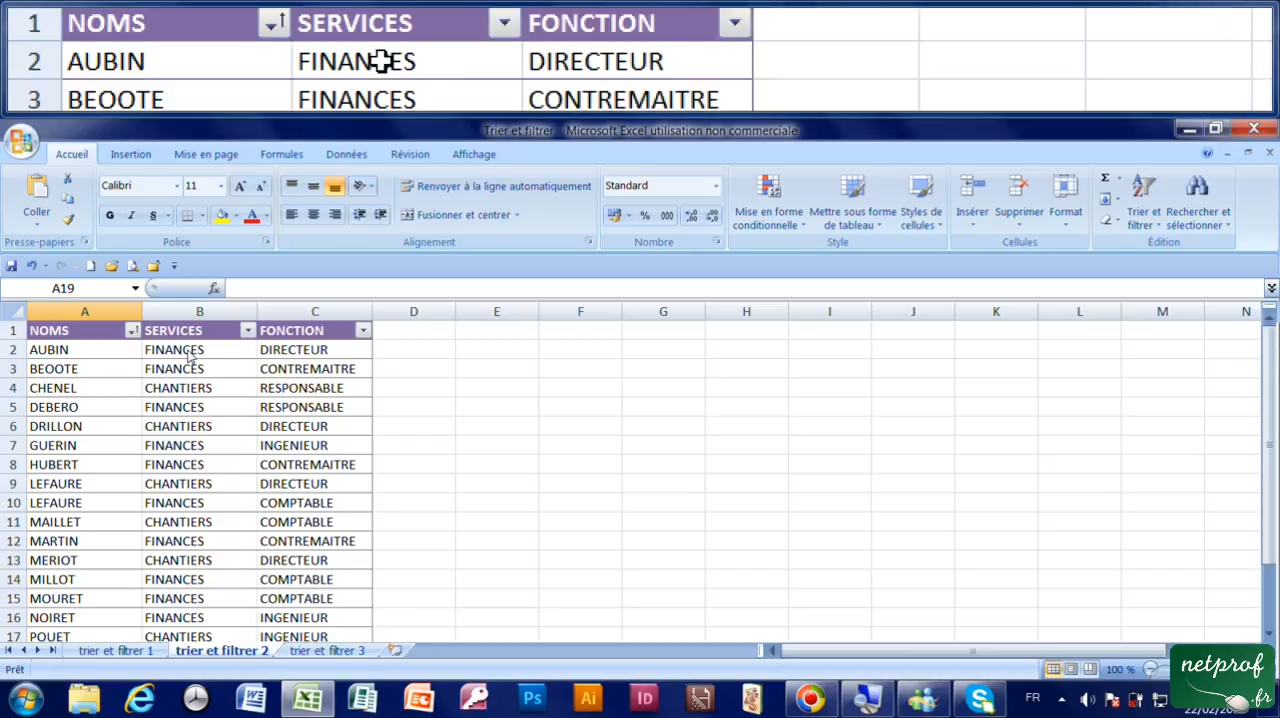 1 NOMS SERVICES FONCTION
2 AUBIN FINANCES DIRECTEUR
3 BEOOTE FINANCES CONTREMAITRE
Trier et filtrer - Microsoft Excel utilisation non commerciale
Accueil Insertion Mise en page Formules Données Révision Affichage
Coller
Calibri 11
G I S
Renvoyer à la ligne automatiquement
Fusionner et centrer
Standard
% 000
Mise en forme conditionnelle
Mettre sous forme de tableau
Styles de cellules
Insérer Supprimer Format
Σ
Trier et filtrer
Rechercher et sélectionner
Presse-papiers Police Alignement Nombre Style Cellules Édition
A19 fx
A B C D E F G H I J K L M N
1 NOMS SERVICES FONCTION
2 AUBIN FINANCES DIRECTEUR
3 BEOOTE FINANCES CONTREMAITRE
4 CHENEL CHANTIERS RESPONSABLE
5 DEBERO FINANCES RESPONSABLE
6 DRILLON CHANTIERS DIRECTEUR
7 GUERIN FINANCES INGENIEUR
8 HUBERT FINANCES CONTREMAITRE
9 LEFAURE CHANTIERS DIRECTEUR
10 LEFAURE FINANCES COMPTABLE
11 MAILLET CHANTIERS COMPTABLE
12 MARTIN FINANCES CONTREMAITRE
13 MERIOT CHANTIERS DIRECTEUR
14 MILLOT FINANCES COMPTABLE
15 MOURET FINANCES COMPTABLE
16 NOIRET FINANCES INGENIEUR
17 POUET CHANTIERS INGENIEUR
trier et filtrer 1 trier et filtrer 2 trier et filtrer 3
Prêt 100 %
netprof
.fr
Ps Ai ID
FR
22/02/